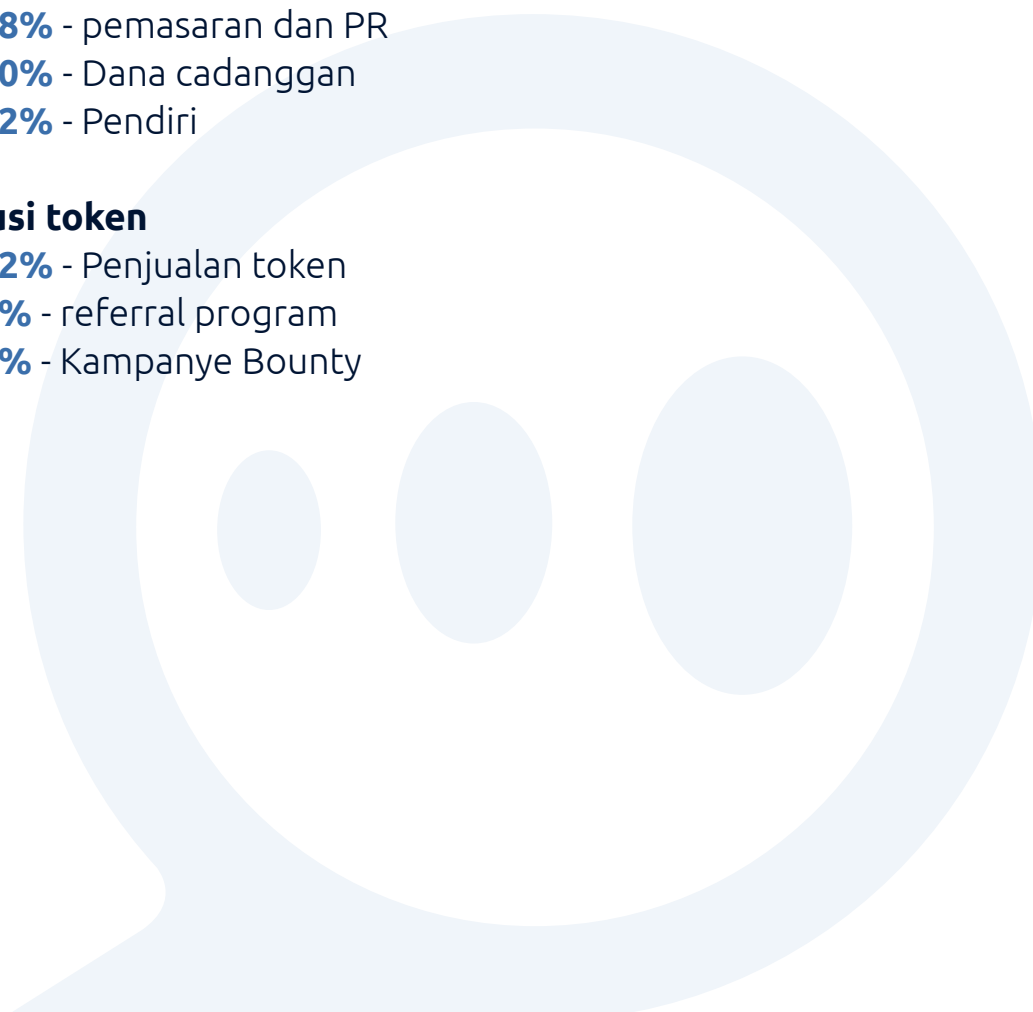 8% - pemasaran dan PR
0% - Dana cadanggan
2% - Pendiri
usi token
2% - Penjualan token
% - referral program
% - Kampanye Bounty